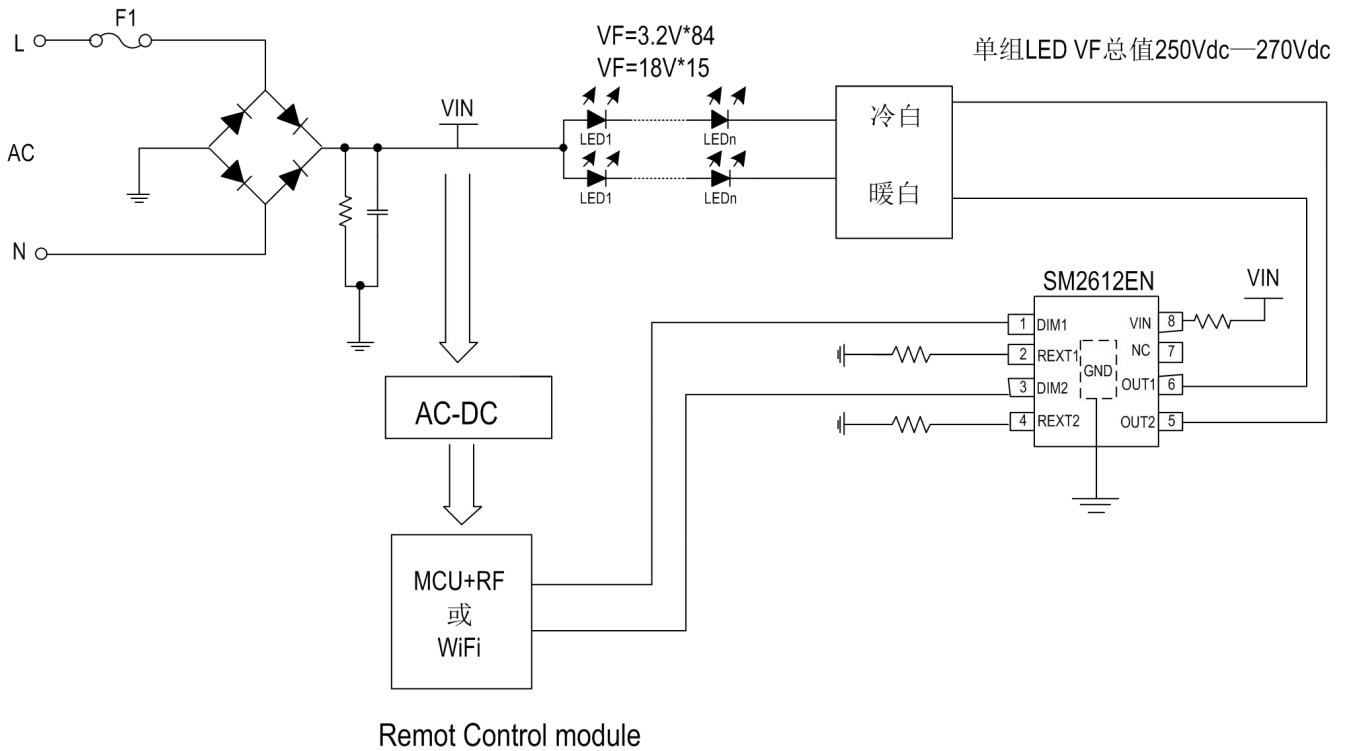 F1
L
VF=3.2V*84
VF=18V*15
单组LED VF总值250Vdc—270Vdc
VIN
LED1
LEDn
冷白
AC
LED1
LEDn
暖白
N
SM2612EN
VIN
1
DIM1
VIN
8
2
REXT1
NC
7
GND
3
DIM2
OUT1
6
4
REXT2
OUT2
5
AC-DC
MCU+RF
或
WiFi
Remot Control module